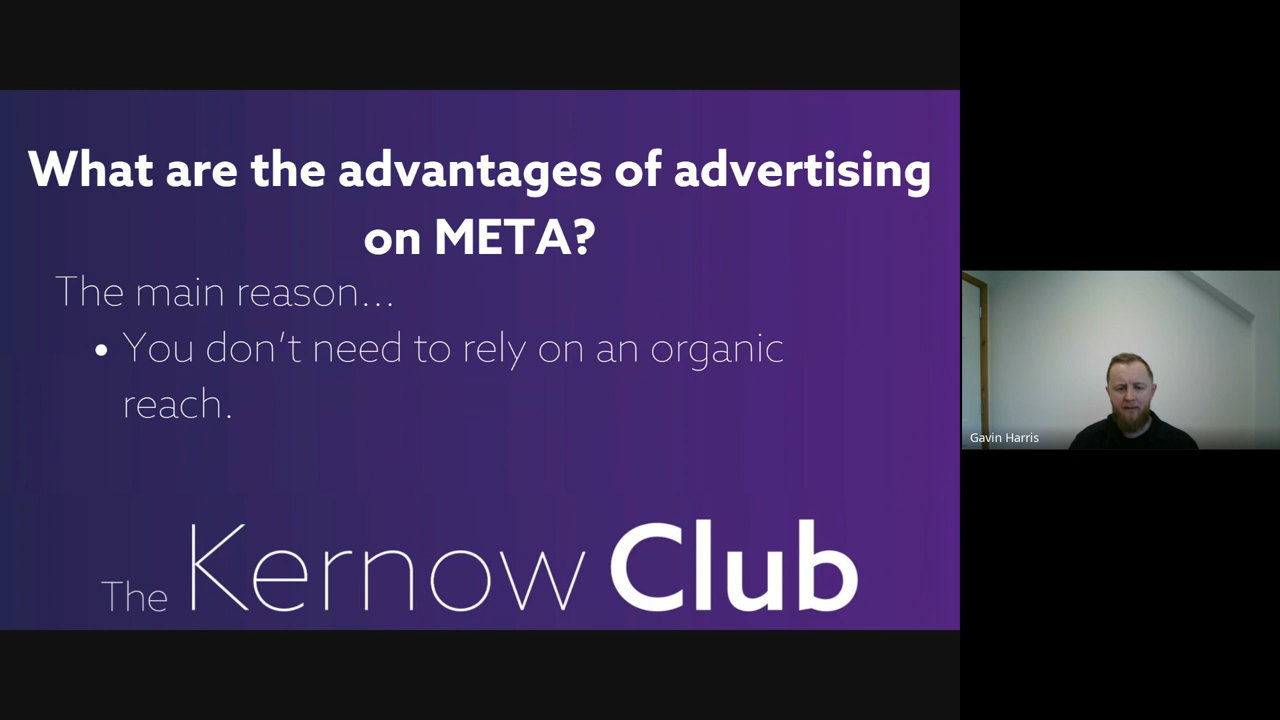 What are the advantages of advertising
on META?
The main reason...
• You don't need to rely on an organic
reach.
The Kernow Club
Gavin Harris